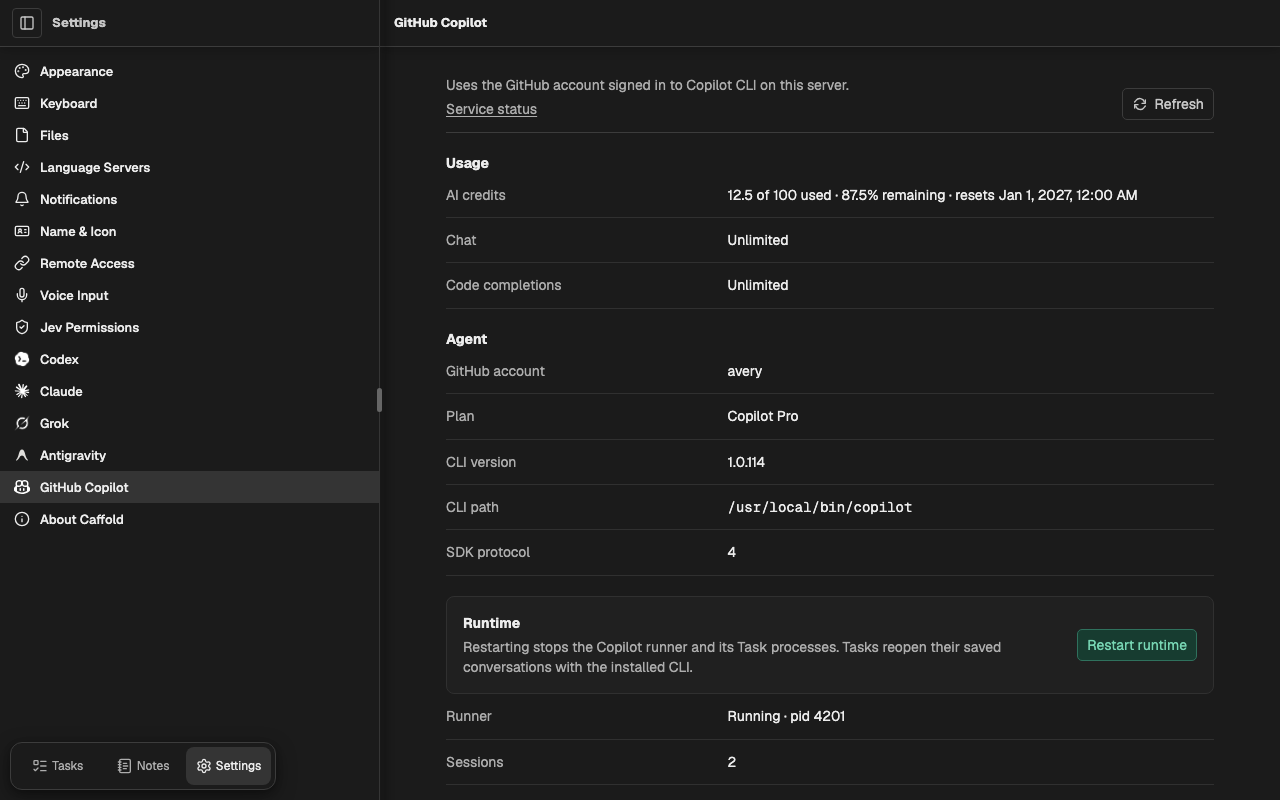 Settings
GitHub Copilot
Appearance
Keyboard
Files
Language Servers
Notifications
Name & Icon
Remote Access
Voice Input
Jev Permissions
Codex
Claude
Grok
Antigravity
GitHub Copilot
About Caffold
Tasks
Notes
Settings
Uses the GitHub account signed in to Copilot CLI on this server.
Service status
Refresh
Usage
AI credits 12.5 of 100 used · 87.5% remaining · resets Jan 1, 2027, 12:00 AM
Chat Unlimited
Code completions Unlimited
Agent
GitHub account avery
Plan Copilot Pro
CLI version 1.0.114
CLI path /usr/local/bin/copilot
SDK protocol 4
Runtime
Restarting stops the Copilot runner and its Task processes. Tasks reopen their saved
conversations with the installed CLI.
Restart runtime
Runner Running · pid 4201
Sessions 2